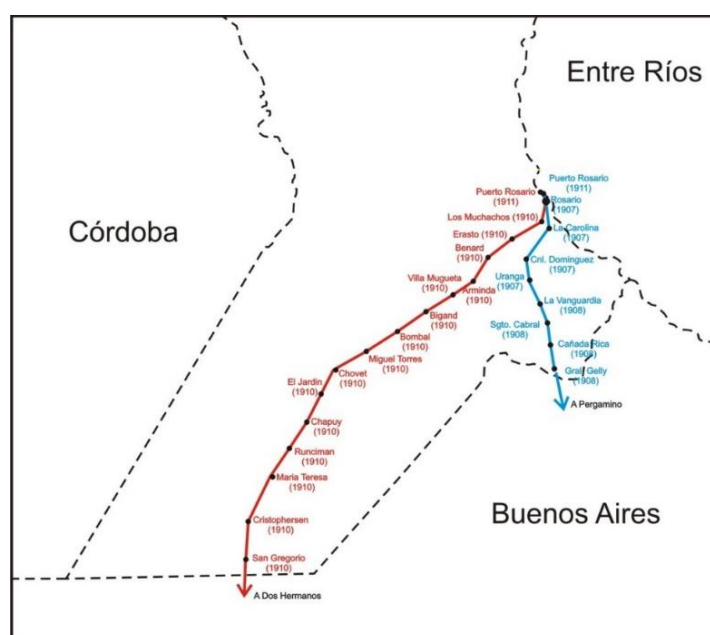 Entre Ríos
Córdoba
Buenos Aires
Puerto Rosario
(1911)
Puerto Rosario
(1911)
Rosario
(1907)
Los Muchachos (1910)
La Carolina
(1907)
Erasto (1910)
Benard
(1910)
Cnl. Dominguez
(1907)
Villa Mugueta
(1910)
Arminda
(1910)
Uranga
(1907)
La Vanguardia
(1908)
Bigand
(1910)
Sgto. Cabral
(1908)
Bombal
(1910)
Cañada Rica
(1908)
Miguel Torres
(1910)
Chovet
(1910)
Gral. Gelly
(1908)
El Jardin
(1910)
A Pergamino
Chapuy
(1910)
Runciman
(1910)
Maria Teresa
(1910)
Cristophersen
(1910)
San Gregorio
(1910)
A Dos Hermanos